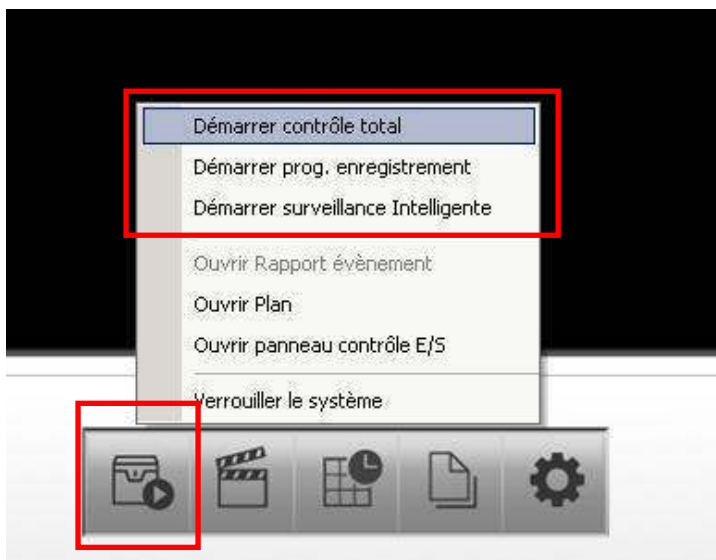 Démarrer contrôle total
Démarrer prog. enregistrement
Démarrer surveillance Intelligente
Ouvrir Rapport évènement
Ouvrir Plan
Ouvrir panneau contrôle E/S
Verrouiller le système